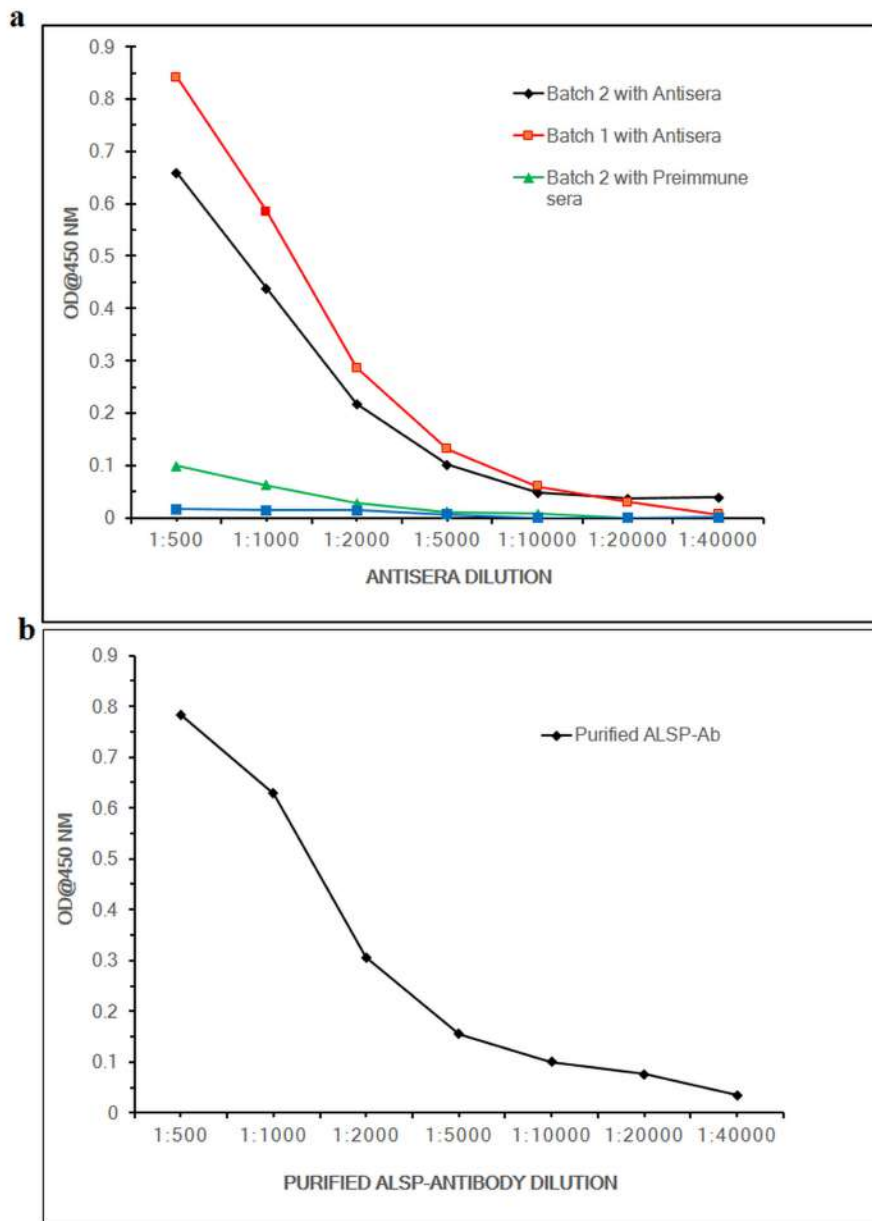 a
0.9
0.8
0.7
0.6
0.5
0.4
0.3
0.2
0.1
0
OD@450 NM
Batch 2 with Antisera
Batch 1 with Antisera
Batch 2 with Preimmune
sera
1:500 1:1000 1:2000 1:5000 1:10000 1:20000 1:40000
ANTISERA DILUTION
b
0.9
0.8
0.7
0.6
0.5
0.4
0.3
0.2
0.1
0
OD@450 NM
Purified ALSP-Ab
1:500 1:1000 1:2000 1:5000 1:10000 1:20000 1:40000
PURIFIED ALSP-ANTIBODY DILUTION